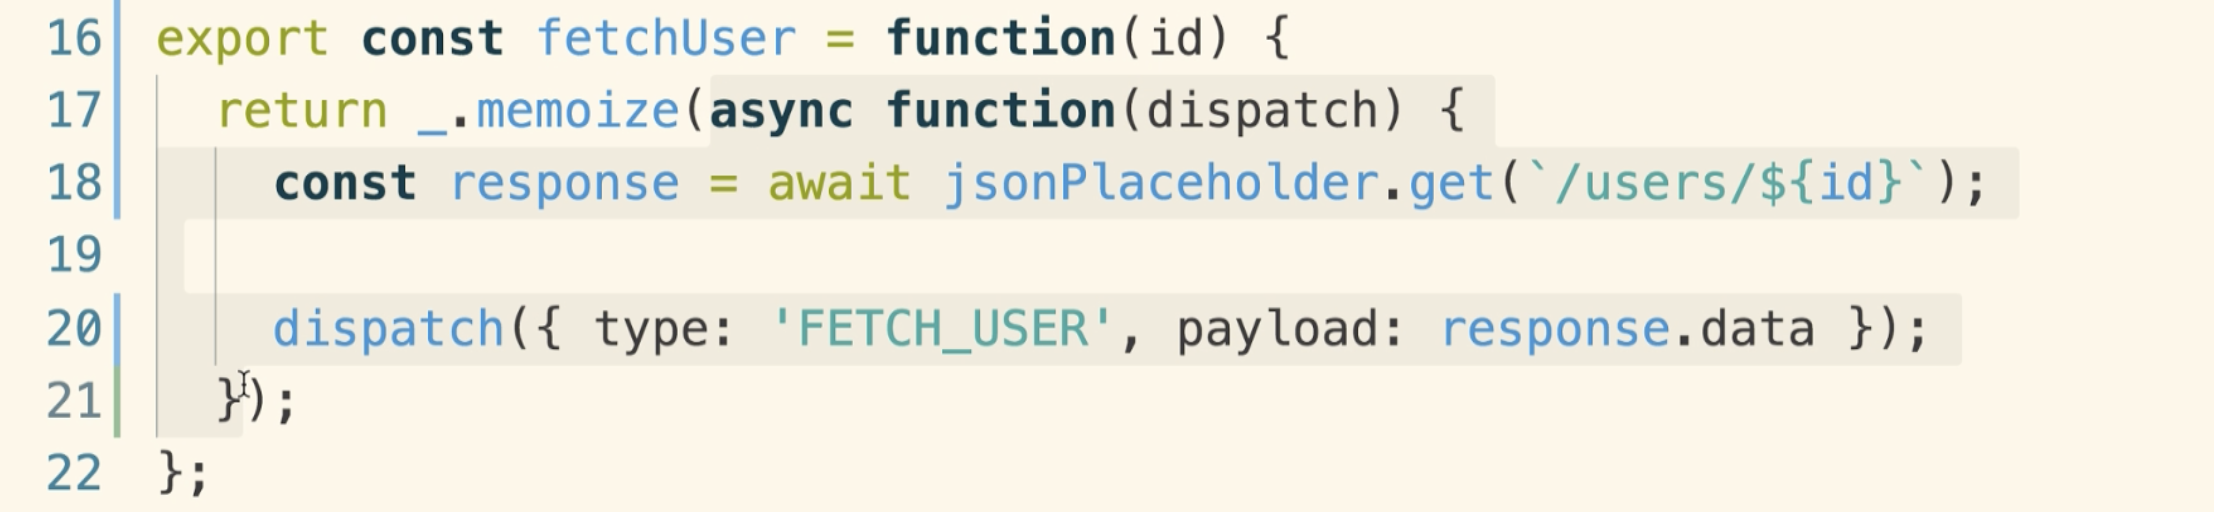 16 export const fetchUser = function(id) {
17   return _.memoize(async function(dispatch) {
18     const response = await jsonPlaceholder.get(`/users/${id}`);
19
20     dispatch({ type: 'FETCH_USER', payload: response.data });
21   });
22 };